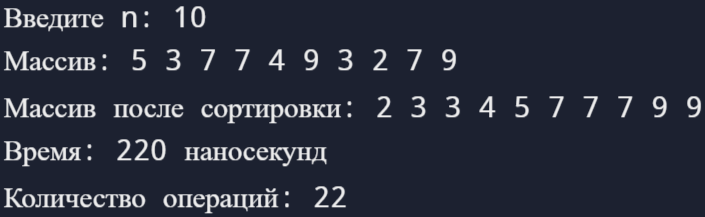 Введите n: 10
Массив: 5 3 7 7 4 9 3 2 7 9
Массив после сортировки: 2 3 3 4 5 7 7 7 9 9
Время: 220 наносекунд
Количество операций: 22